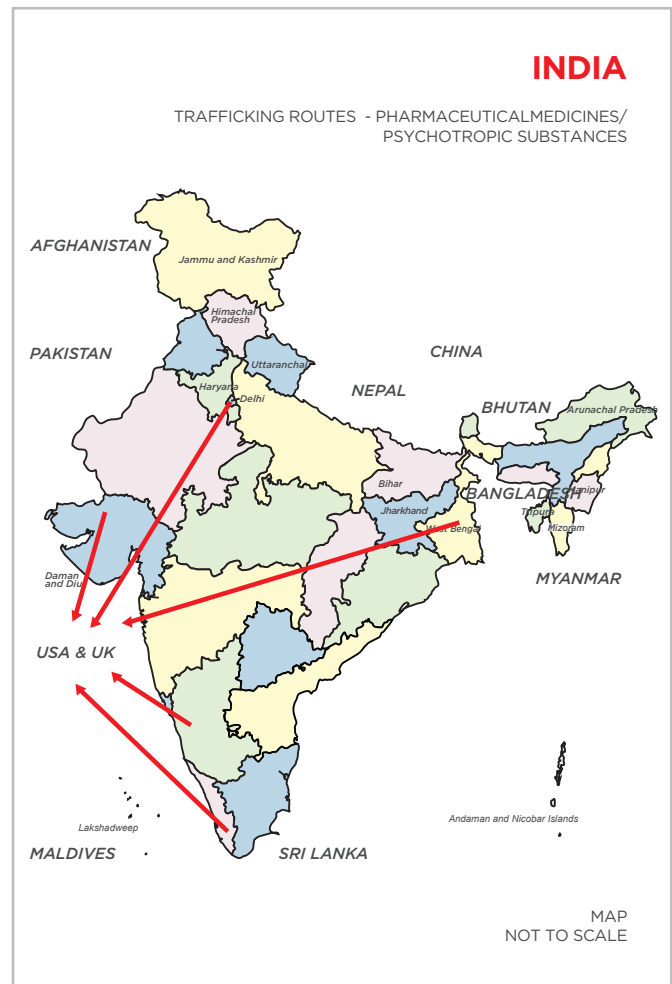 INDIA
TRAFFICKING ROUTES - PHARMACEUTICALMEDICINES/
PSYCHOTROPIC SUBSTANCES
AFGHANISTAN
Jammu and Kashmir
Himachal
Pradesh
PAKISTAN
CHINA
Uttaranchal
Haryana
Delhi
NEPAL
BHUTAN
Arunachal Pradesh
Bihar
BANGLADESH
Manipur
Jharkhand
Tripura
West Bengal
Mizoram
Daman
and Diu
MYANMAR
USA & UK
Lakshadweep
Andaman and Nicobar Islands
MALDIVES
SRI LANKA
MAP
NOT TO SCALE